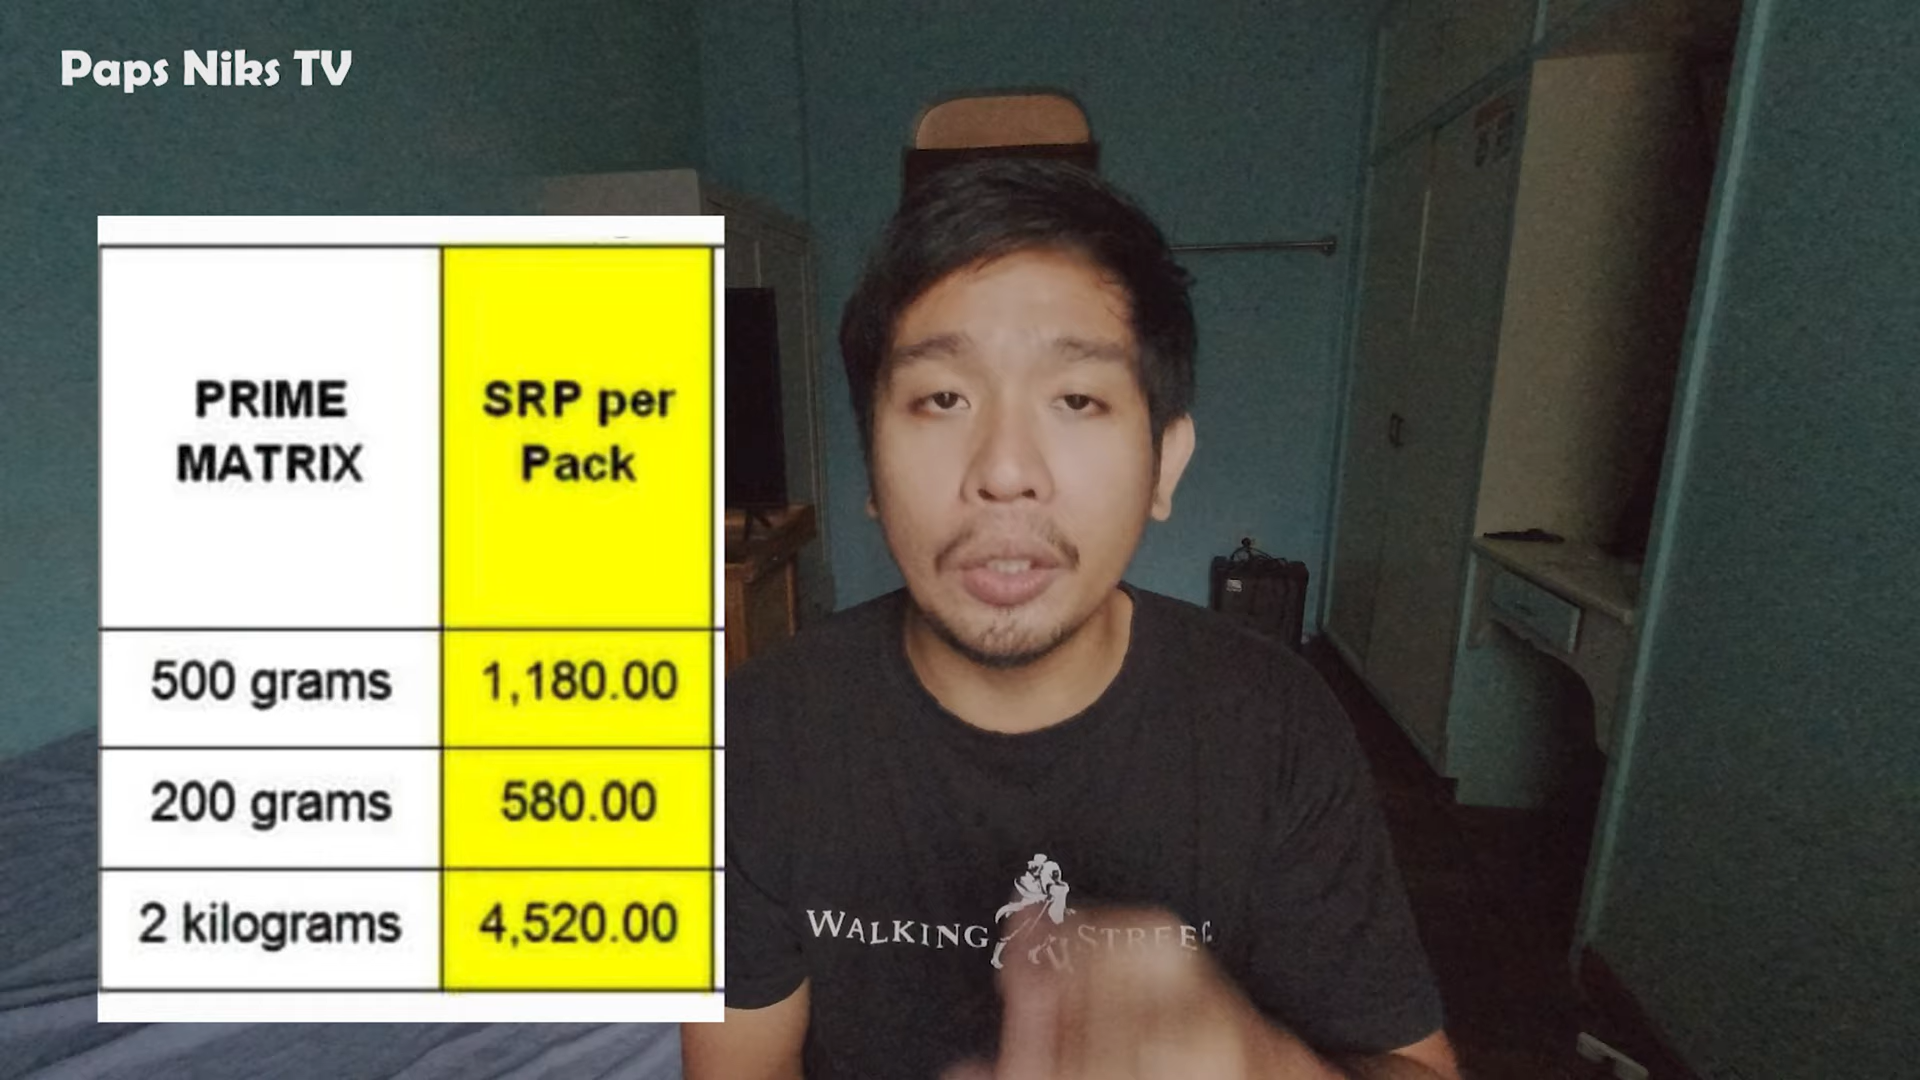 Paps Niks TV
PRIME
MATRIX
SRP per
Pack
500 grams
1,180.00
200 grams
580.00
2 kilograms
4,520.00
WALKING STREET